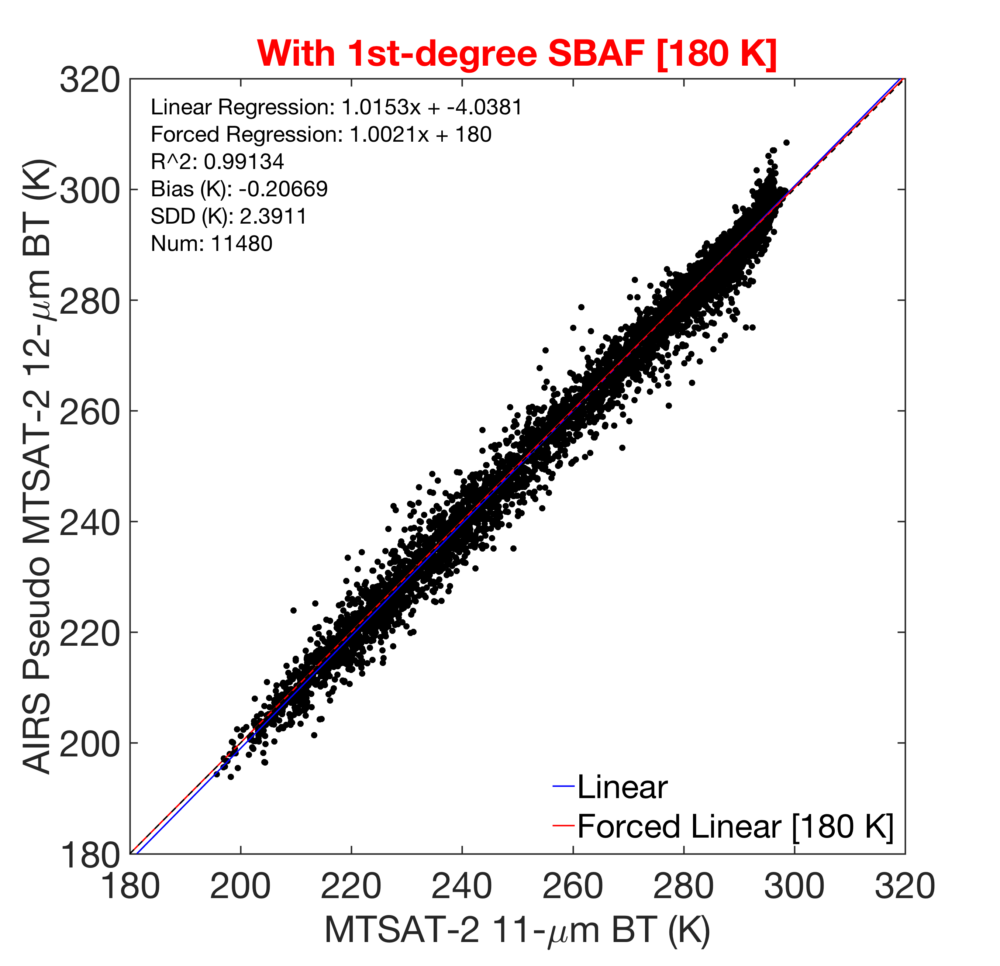 With 1st-degree SBAF [180 K]
Linear Regression: 1.0153x + -4.0381
Forced Regression: 1.0021x + 180
R^2: 0.99134
Bias (K): -0.20669
SDD (K): 2.3911
Num: 11480
AIRS Pseudo MTSAT-2 12-μm BT (K)
320
300
280
260
240
220
200
180
Linear
Forced Linear [180 K]
180 200 220 240 260 280 300 320
MTSAT-2 11-μm BT (K)